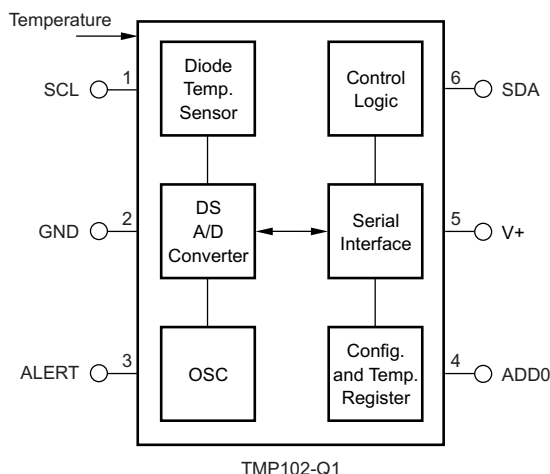 Temperature
SCL
1
Diode
Temp.
Sensor
Control
Logic
6
SDA
GND
2
DS
A/D
Converter
Serial
Interface
5
V+
ALERT
3
OSC
Config.
and Temp.
Register
4
ADD0
TMP102-Q1